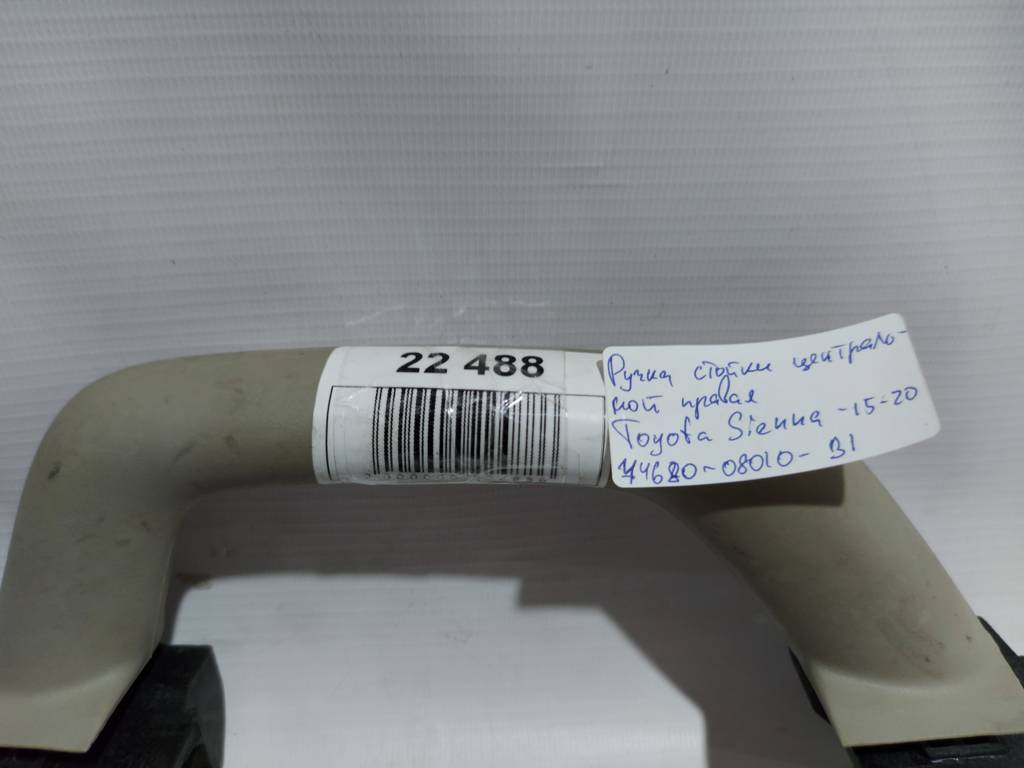 22 488
Ручка стойки централь-
ной правая
Toyota Sienna -15-20
74680-08010-B1